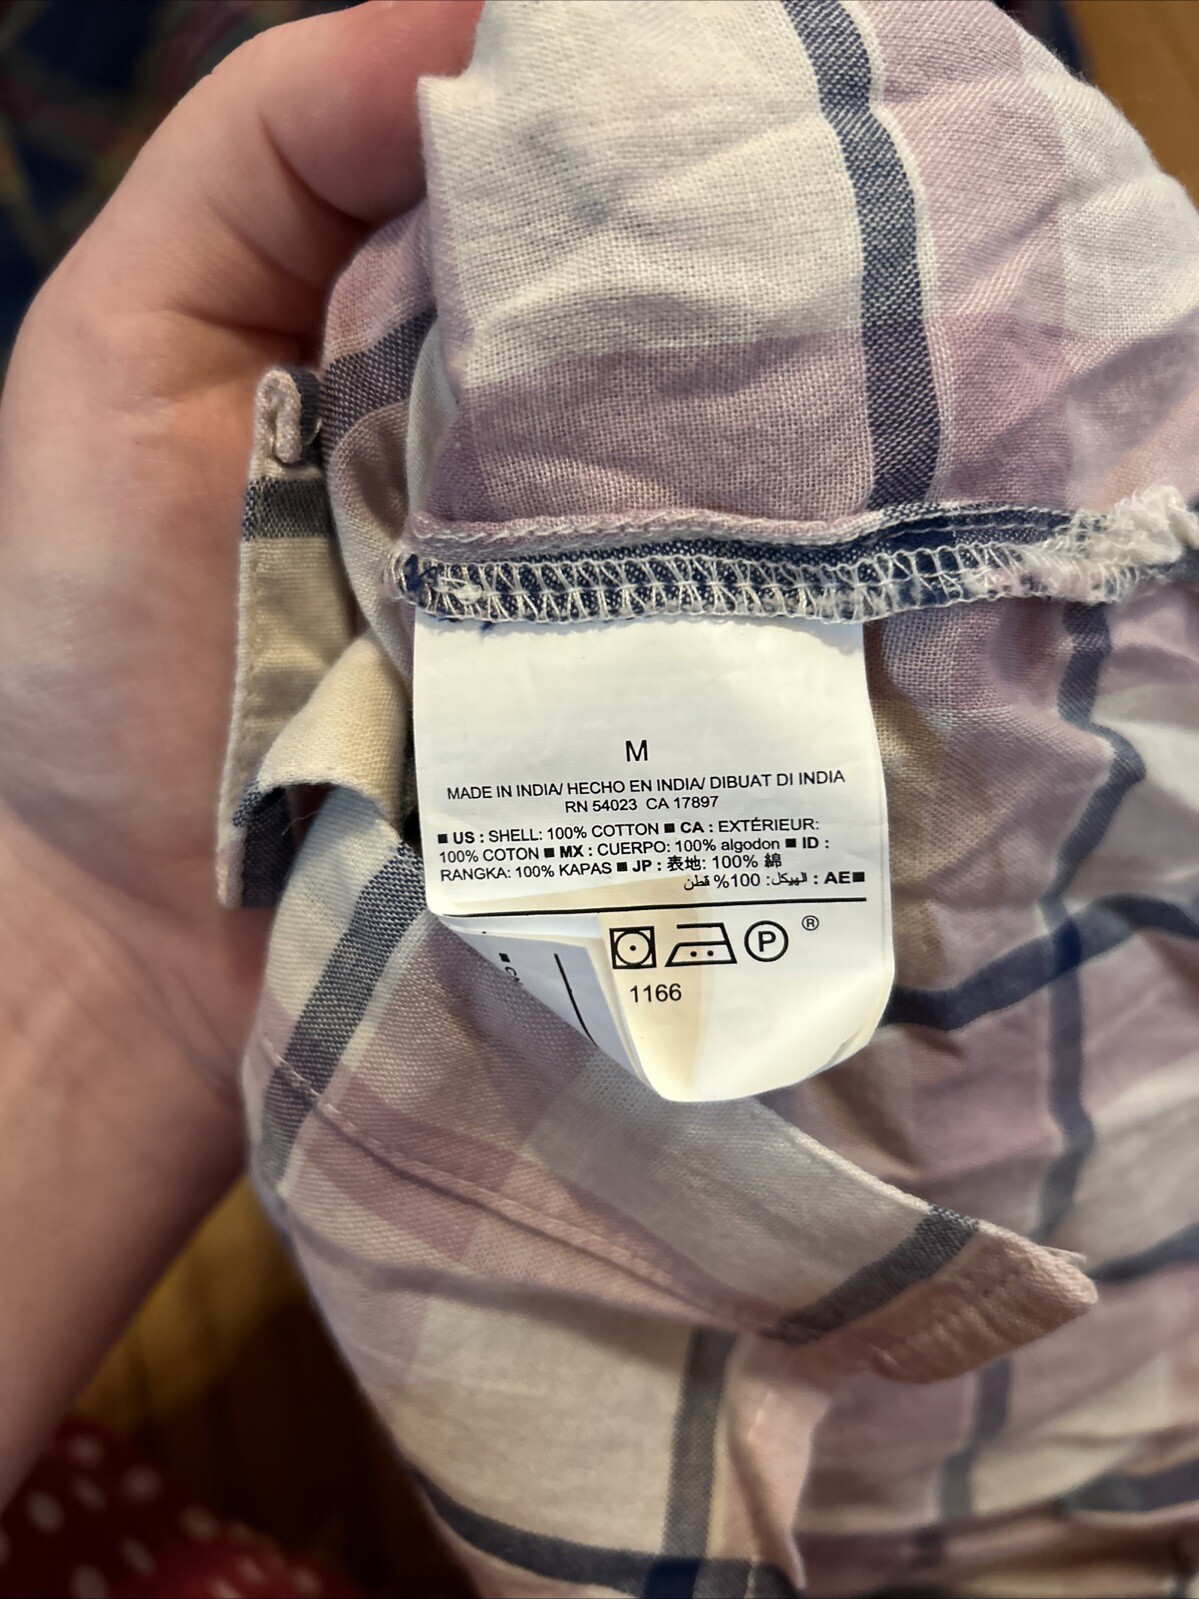 M
MADE IN INDIA/ HECHO EN INDIA/ DIBUAT DI INDIA
RN 54023 CA 17897
■ US : SHELL: 100% COTTON ■ CA : EXTÉRIEUR:
100% COTON ■ MX : CUERPO: 100% algodon ■ ID :
RANGKA: 100% KAPAS ■ JP : 表地: 100% 綿
■AE : الهيكل: 100% قطن
P ®
1166